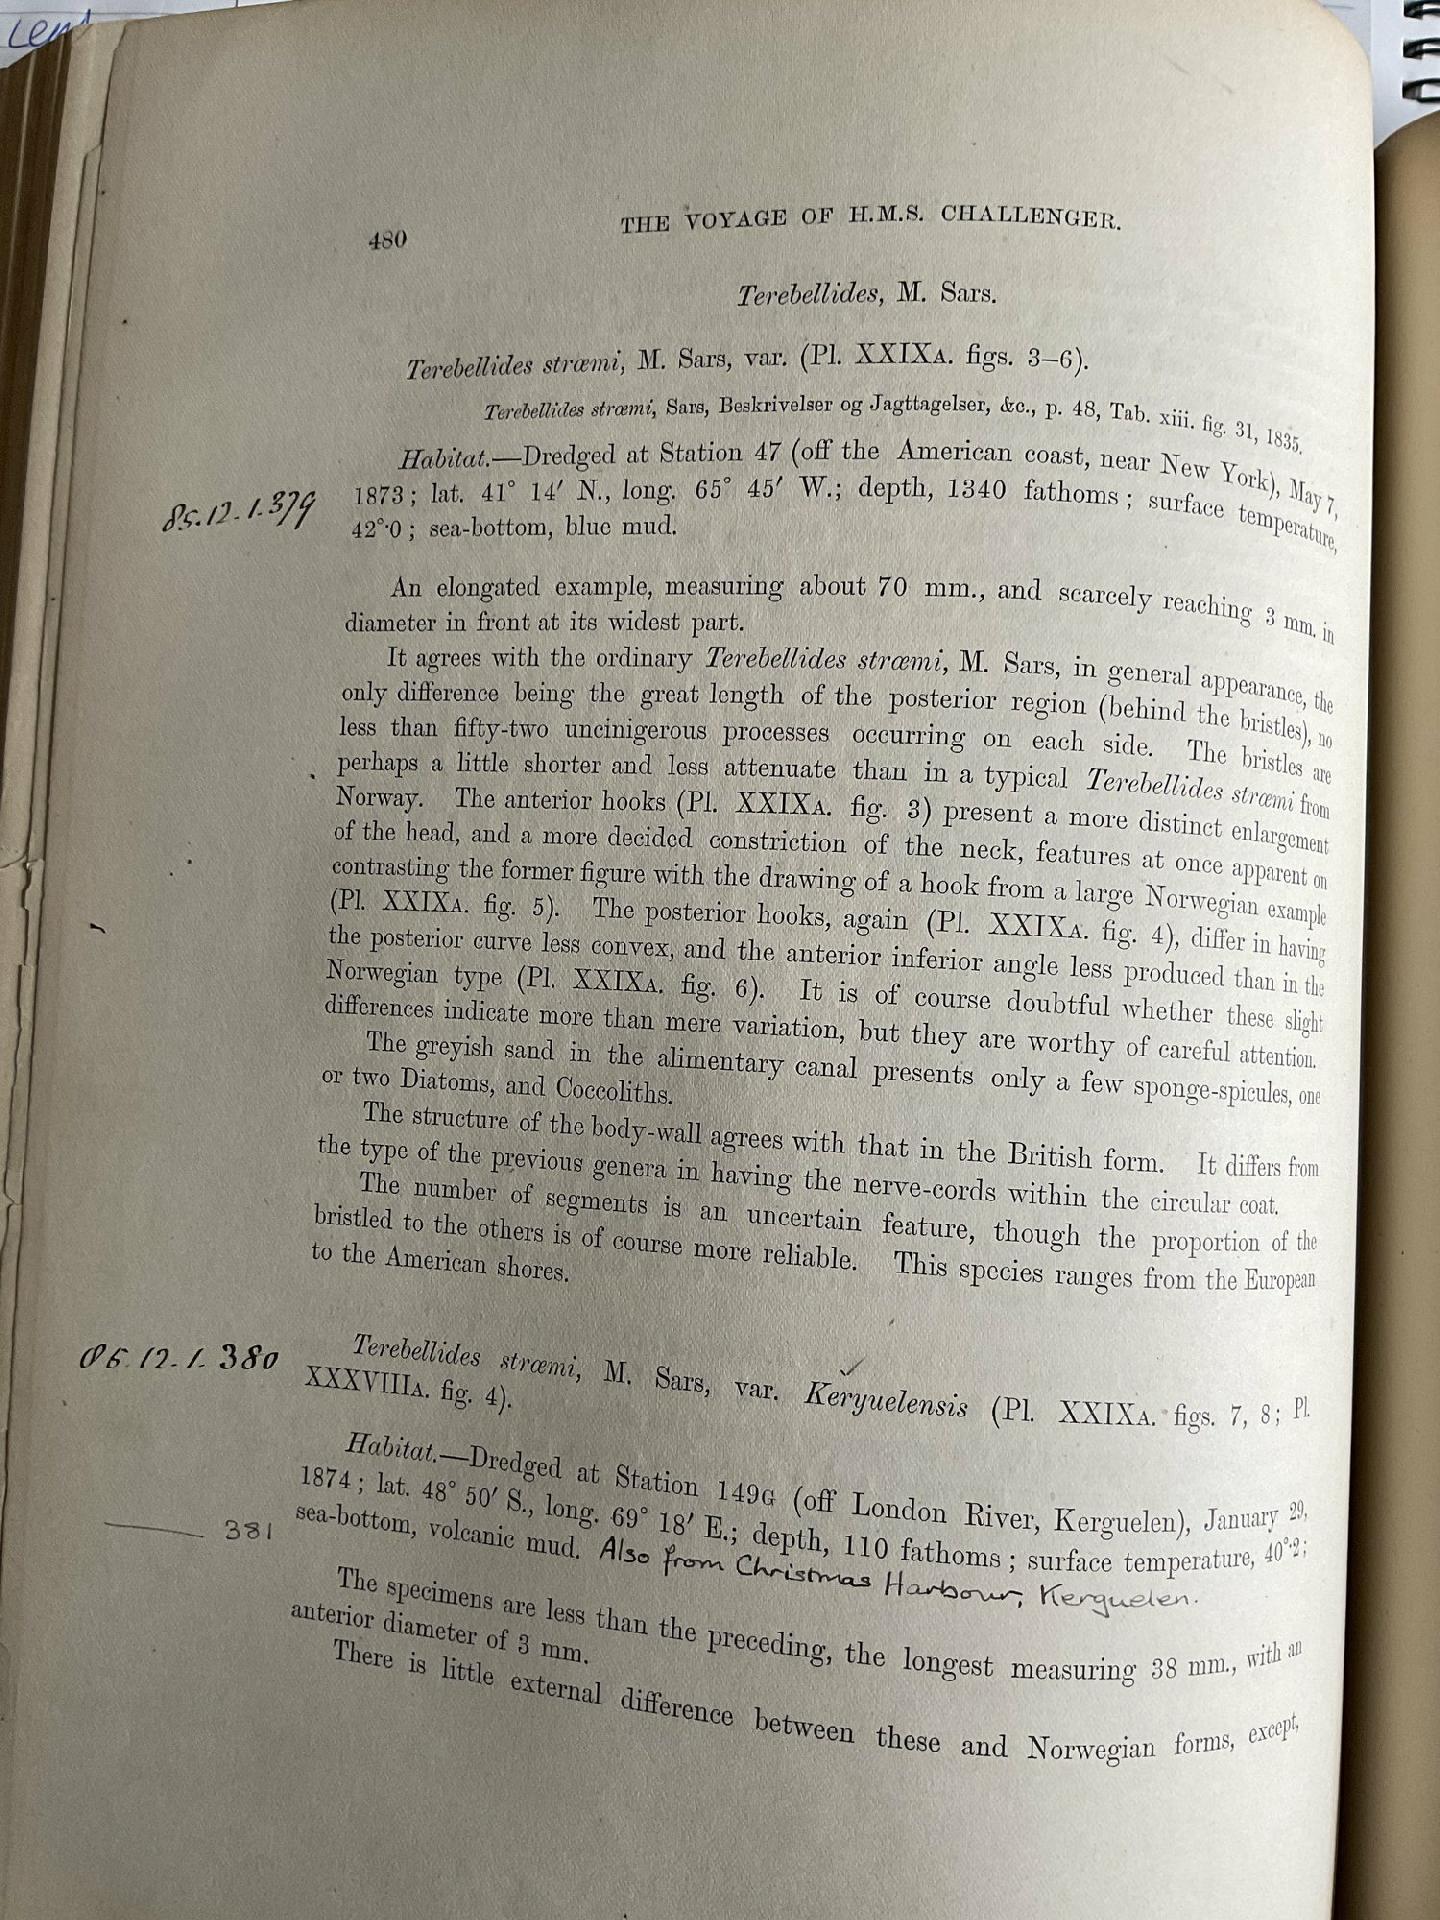 480
THE VOYAGE OF H.M.S. CHALLENGER.
Terebellides, M. Sars.
Terebellides strœmi, M. Sars, var. (Pl. XXIXA. figs. 3–6).
Terebellides strœmi, Sars, Beskrivelser og Jagttagelser, &c., p. 48, Tab. xiii. fig. 31, 1835.
Habitat.—Dredged at Station 47 (off the American coast, near New York), May 7,
85.12.1.379
1873; lat. 41° 14′ N., long. 65° 45′ W.; depth, 1340 fathoms; surface temperature,
42°·0; sea-bottom, blue mud.
An elongated example, measuring about 70 mm., and scarcely reaching 3 mm. in
diameter in front at its widest part.
It agrees with the ordinary Terebellides strœmi, M. Sars, in general appearance, the
only difference being the great length of the posterior region (behind the bristles), no
less than fifty-two uncinigerous processes occurring on each side. The bristles are
perhaps a little shorter and less attenuate than in a typical Terebellides strœmi from
Norway. The anterior hooks (Pl. XXIXA. fig. 3) present a more distinct enlargement
of the head, and a more decided constriction of the neck, features at once apparent on
contrasting the former figure with the drawing of a hook from a large Norwegian example
(Pl. XXIXA. fig. 5). The posterior hooks, again (Pl. XXIXA. fig. 4), differ in having
the posterior curve less convex, and the anterior inferior angle less produced than in the
Norwegian type (Pl. XXIXA. fig. 6). It is of course doubtful whether these slight
differences indicate more than mere variation, but they are worthy of careful attention.
The greyish sand in the alimentary canal presents only a few sponge-spicules, one
or two Diatoms, and Coccoliths.
The structure of the body-wall agrees with that in the British form. It differs from
the type of the previous genera in having the nerve-cords within the circular coat.
The number of segments is an uncertain feature, though the proportion of the
bristled to the others is of course more reliable. This species ranges from the European
to the American shores.
85.12.1.380
Terebellides strœmi, M. Sars, var. Keryuelensis (Pl. XXIXA. figs. 7, 8; Pl.
XXXVIIIA. fig. 4).
Habitat.—Dredged at Station 149G (off London River, Kerguelen), January 29,
1874; lat. 48° 50′ S., long. 69° 18′ E.; depth, 110 fathoms; surface temperature, 40°·2;
381
sea-bottom, volcanic mud. Also from Christmas Harbour, Kerguelen.
The specimens are less than the preceding, the longest measuring 38 mm., with an
anterior diameter of 3 mm.
There is little external difference between these and Norwegian forms, except,